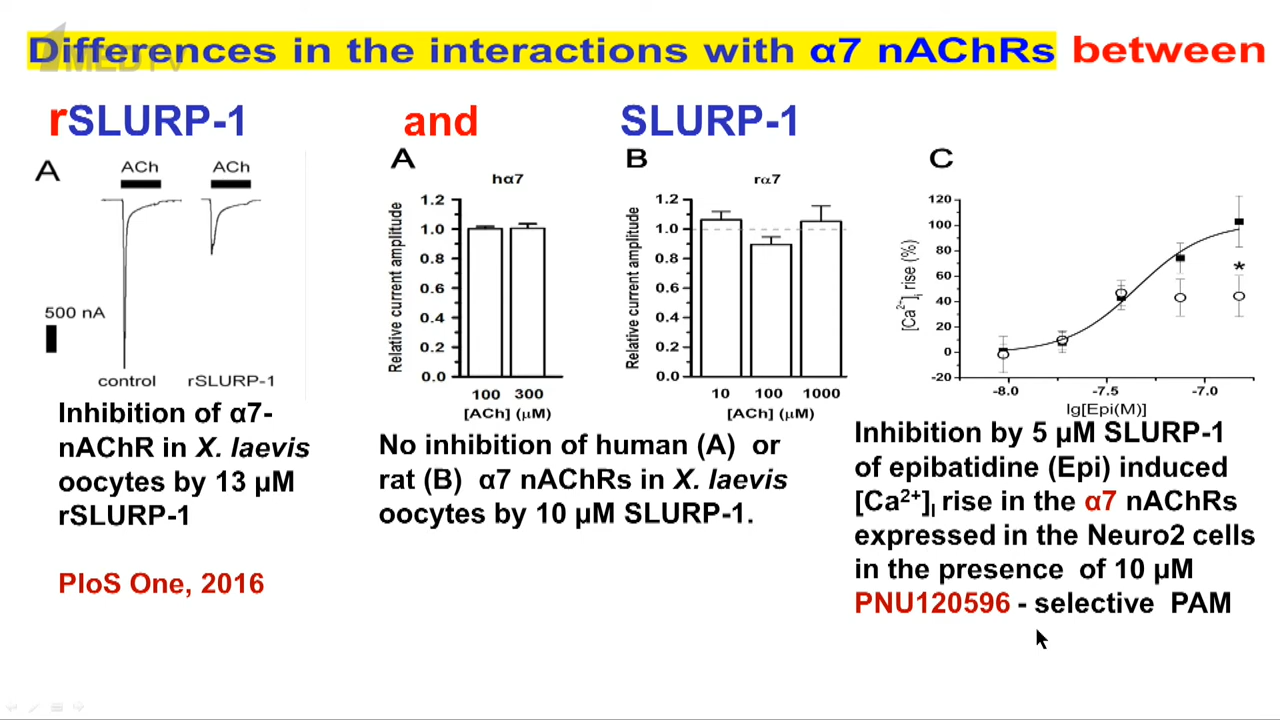 Differences in the interactions with α7 nAChRs between
MEDTV
rSLURP-1 and SLURP-1
A
ACh ACh
500 nA
control rSLURP-1
Inhibition of α7-
nAChR in X. laevis
oocytes by 13 μM
rSLURP-1
PloS One, 2016
A
hα7
Relative current amplitude
1.2
1.0
0.8
0.6
0.4
0.2
0.0
100 300
[ACh] (μM)
B
rα7
Relative current amplitude
1.2
1.0
0.8
0.6
0.4
0.2
0.0
10 100 1000
[ACh] (μM)
No inhibition of human (A) or
rat (B) α7 nAChRs in X. laevis
oocytes by 10 μM SLURP-1.
C
[Ca2+]i rise (%)
120
100
80
60
40
20
0
-20
*
-8.0 -7.5 -7.0
lg[Epi(M)]
Inhibition by 5 μM SLURP-1
of epibatidine (Epi) induced
[Ca2+]I rise in the α7 nAChRs
expressed in the Neuro2 cells
in the presence of 10 μM
PNU120596 - selective PAM